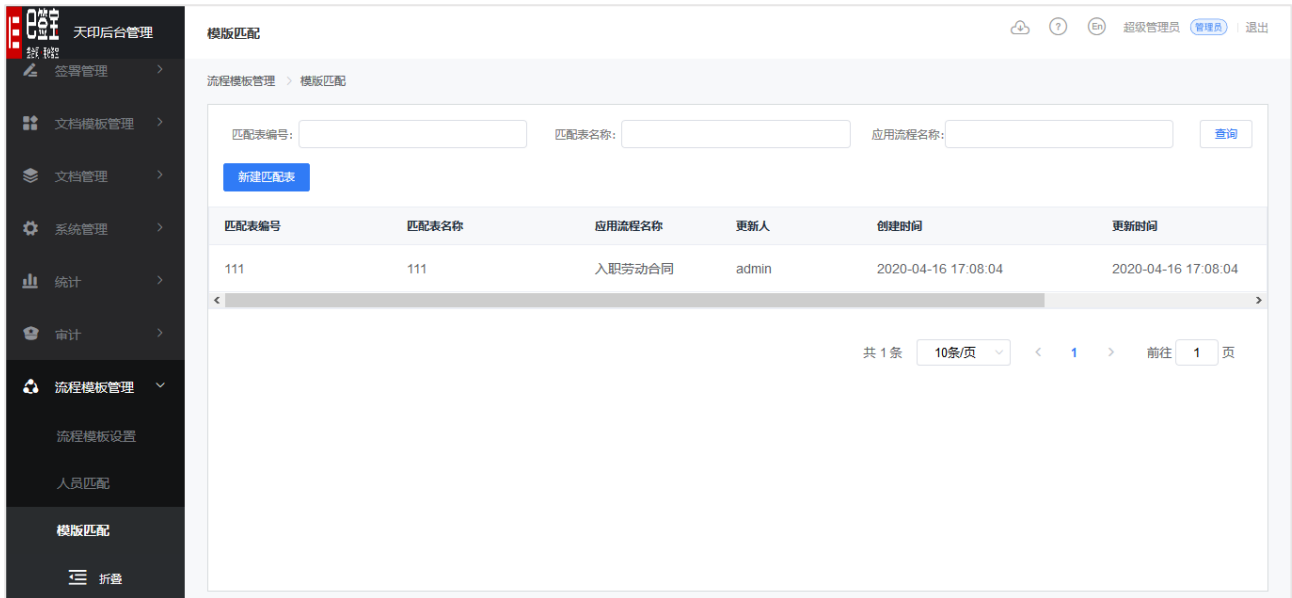 天印后台管理
模版匹配
En 超级管理员 管理员 退出
签署管理
文档模板管理
文档管理
系统管理
统计
审计
流程模板管理
流程模板设置
人员匹配
模版匹配
折叠
流程模板管理 > 模版匹配
匹配表编号: 匹配表名称: 应用流程名称: 查询
新建匹配表
匹配表编号 匹配表名称 应用流程名称 更新人 创建时间 更新时间
111 111 入职劳动合同 admin 2020-04-16 17:08:04 2020-04-16 17:08:04
共 1 条 10条/页 < 1 > 前往 1 页